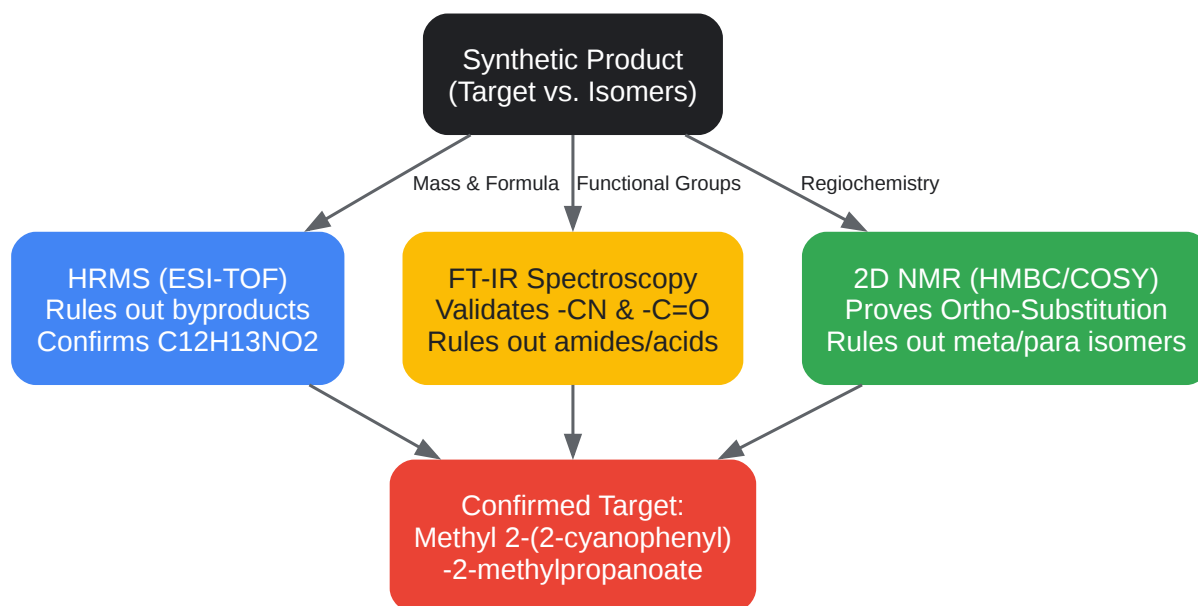 Synthetic Product
(Target vs. Isomers)
Mass & Formula
Functional Groups
Regiochemistry
HRMS (ESI-TOF)
Rules out byproducts
Confirms C12H13NO2
FT-IR Spectroscopy
Validates -CN & -C=O
Rules out amides/acids
2D NMR (HMBC/COSY)
Proves Ortho-Substitution
Rules out meta/para isomers
Confirmed Target:
Methyl 2-(2-cyanophenyl)
-2-methylpropanoate